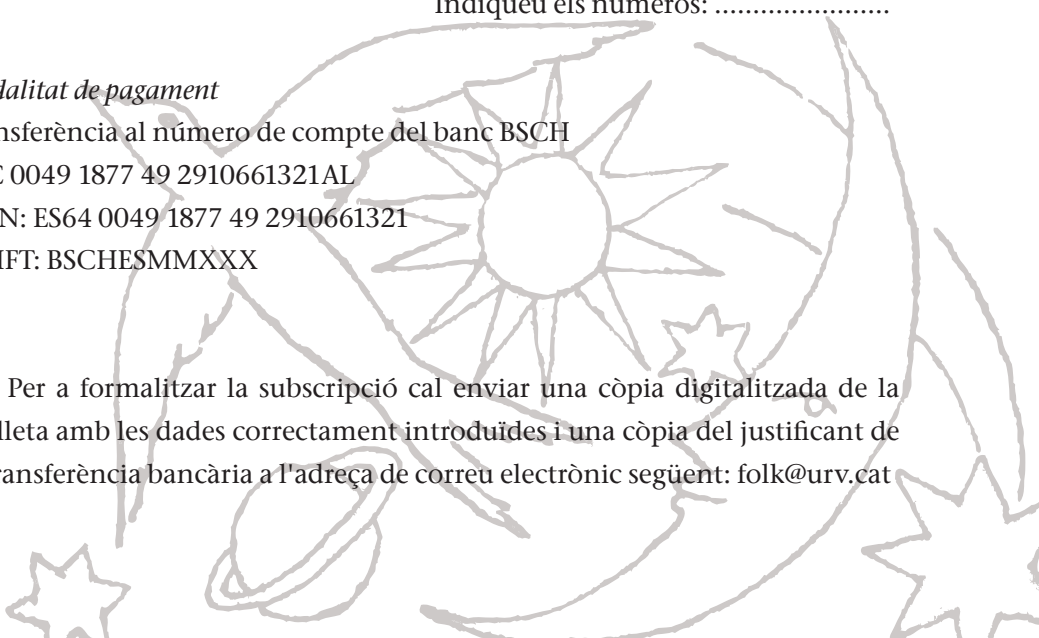 Indiqueu els números: ......................
dalitat de pagament
nsferència al número de compte del banc BSCH
C 0049 1877 49 2910661321AL
N: ES64 0049 1877 49 2910661321
IFT: BSCHESMMXXX
Per a formalitzar la subscripció cal enviar una còpia digitalitzada de la
lleta amb les dades correctament introduïdes i una còpia del justificant de
ransferència bancària a l'adreça de correu electrònic següent: folk@urv.cat